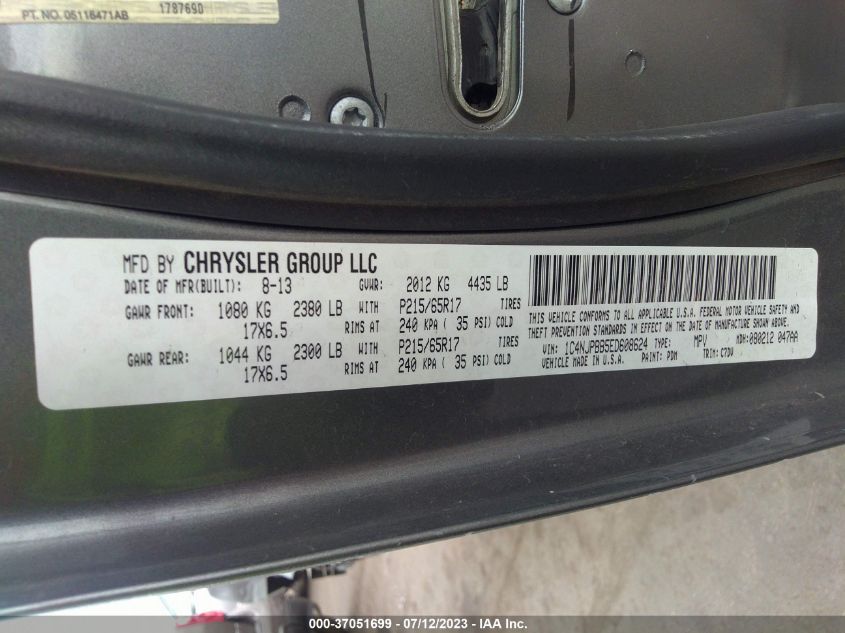 PT. NO. 05116471AB 178769D
MFD BY CHRYSLER GROUP LLC
DATE OF MFR(BUILT): 8-13 GVWR: 2012 KG 4435 LB
GAWR FRONT: 1080 KG 2380 LB WITH P215/65R17 TIRES
17X6.5 RIMS AT 240 KPA ( 35 PSI) COLD
GAWR REAR: 1044 KG 2300 LB WITH P215/65R17 TIRES
17X6.5 RIMS AT 240 KPA ( 35 PSI) COLD
THIS VEHICLE CONFORMS TO ALL APPLICABLE U.S.A. FEDERAL MOTOR VEHICLE SAFETY AND
THEFT PREVENTION STANDARDS IN EFFECT ON THE DATE OF MANUFACTURE SHOWN ABOVE.
VIN: 1C4NJPBB5ED608624 TYPE: MPV MDH:080212 047AA
VEHICLE MADE IN U.S.A. PAINT: PDM TRIM: C7DV
000-37051699 - 07/12/2023 - IAA Inc.